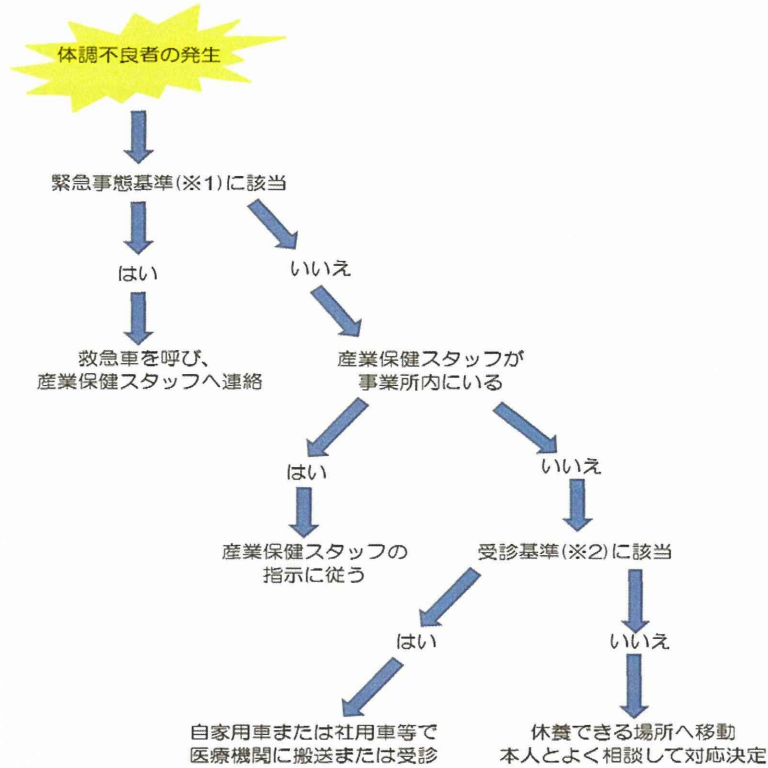 体調不良者の発生
緊急事態基準(※1)に該当
はい
いいえ
救急車を呼び、
産業保健スタッフへ連絡
産業保健スタッフが
事業所内にいる
はい
いいえ
産業保健スタッフの
指示に従う
受診基準(※2)に該当
はい
いいえ
自家用車または社用車等で
医療機関に搬送または受診
休養できる場所へ移動
本人とよく相談して対応決定